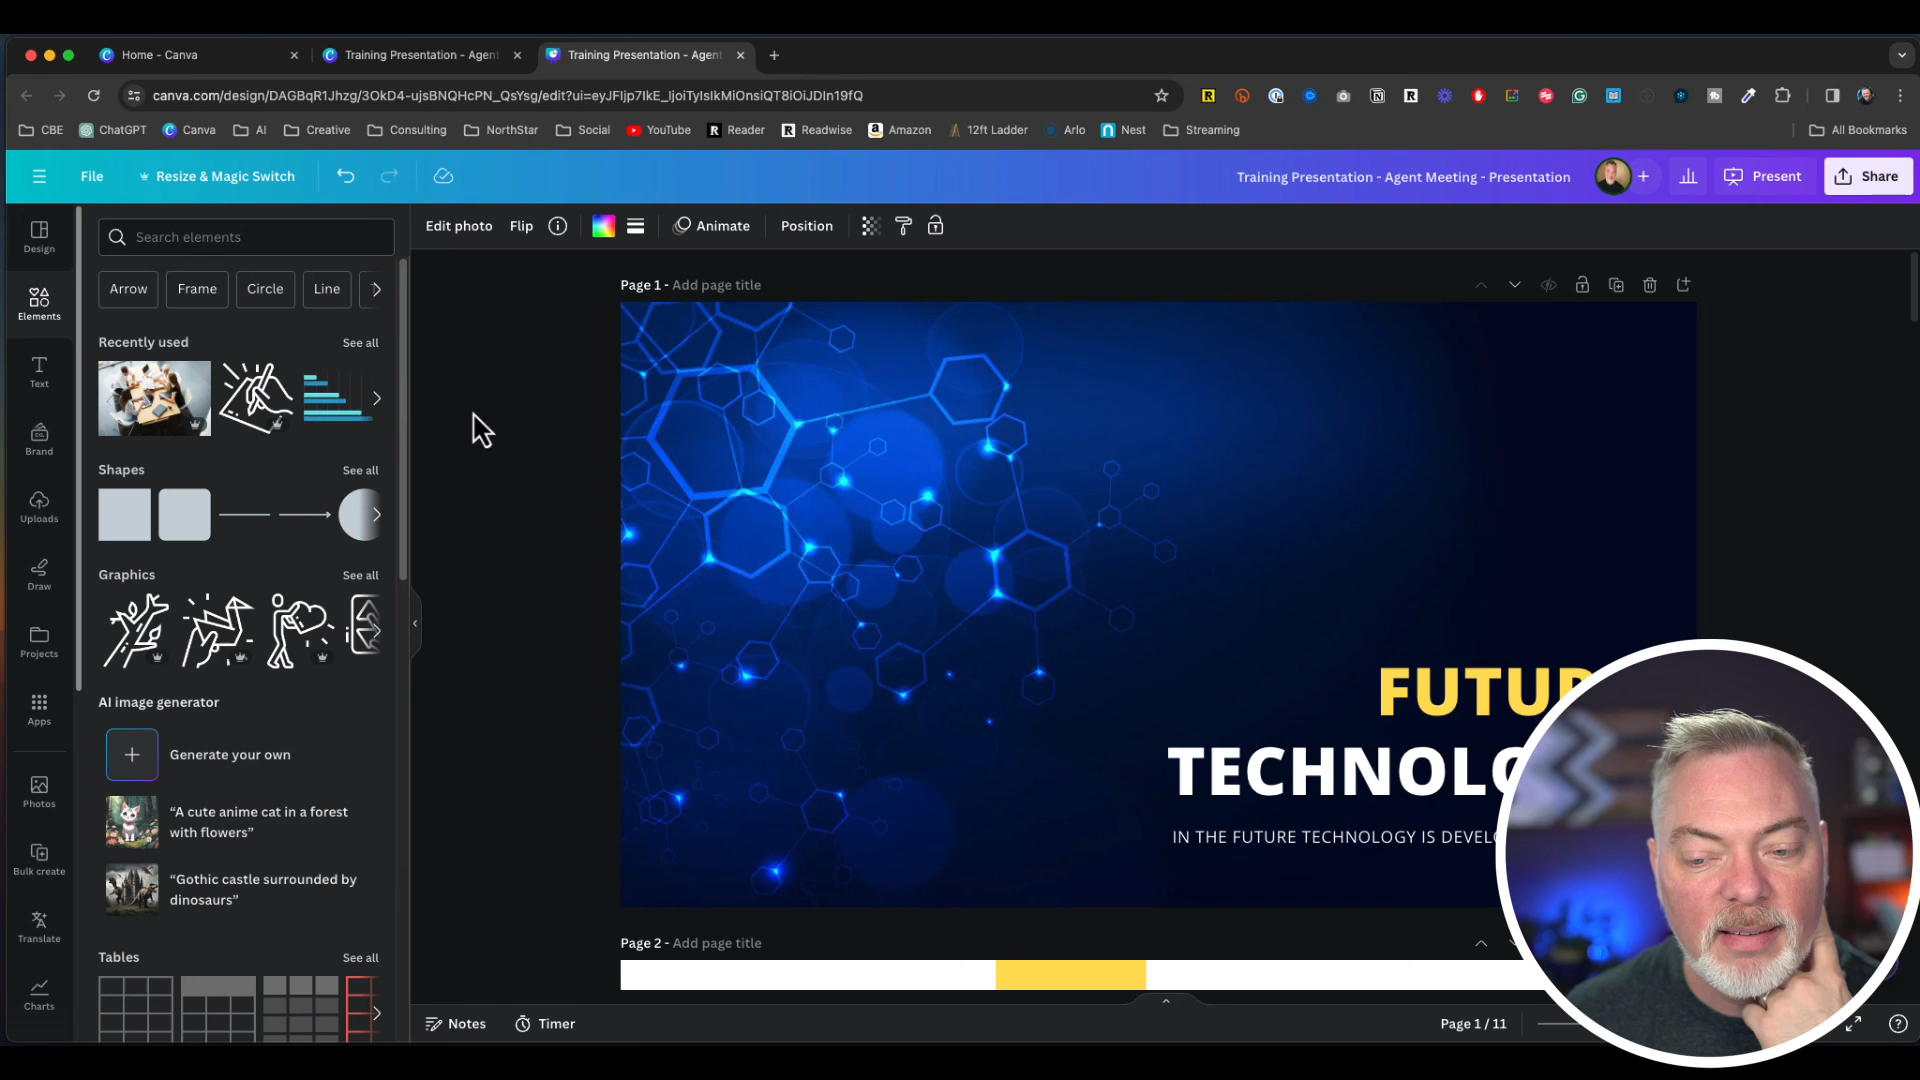 Home - Canva
Training Presentation - Agent
Training Presentation - Agent
canva.com/design/DAGBqR1Jhzg/3OkD4-ujsBNQHcPN_QsYsg/edit?ui=eyJFIjp7IkE_IjoiTyIsIkMiOnsiQT8iOiJDIn19fQ
CBE
ChatGPT
Canva
AI
Creative
Consulting
NorthStar
Social
YouTube
Reader
Readwise
Amazon
12ft Ladder
Arlo
Nest
Streaming
All Bookmarks
File
Resize & Magic Switch
Training Presentation - Agent Meeting - Presentation
Present
Share
Design
Elements
Text
Brand
Uploads
Draw
Projects
Apps
Photos
Bulk create
Translate
Charts
Search elements
Arrow
Frame
Circle
Line
Recently used
See all
Shapes
See all
Graphics
See all
AI image generator
Generate your own
“A cute anime cat in a forest
with flowers”
“Gothic castle surrounded by
dinosaurs”
Tables
See all
Edit photo
Flip
Animate
Position
Page 1 - Add page title
FUTUR
TECHNOLO
IN THE FUTURE TECHNOLOGY IS DEVELO
Page 2 - Add page title
Notes
Timer
Page 1 / 11